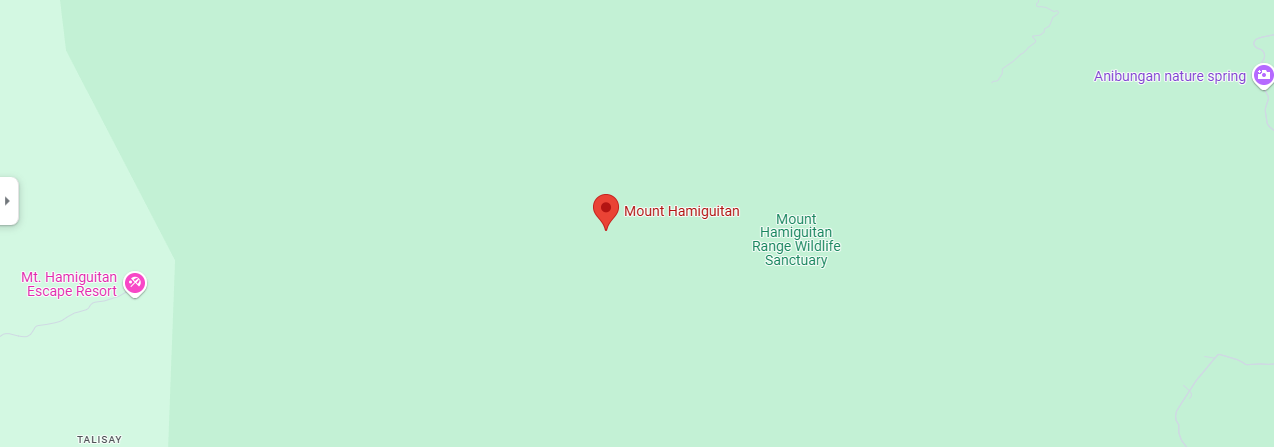 Anibungan nature spring
Mount Hamiguitan
Mount
Hamiguitan
Range Wildlife
Sanctuary
Mt. Hamiguitan
Escape Resort
TALISAY